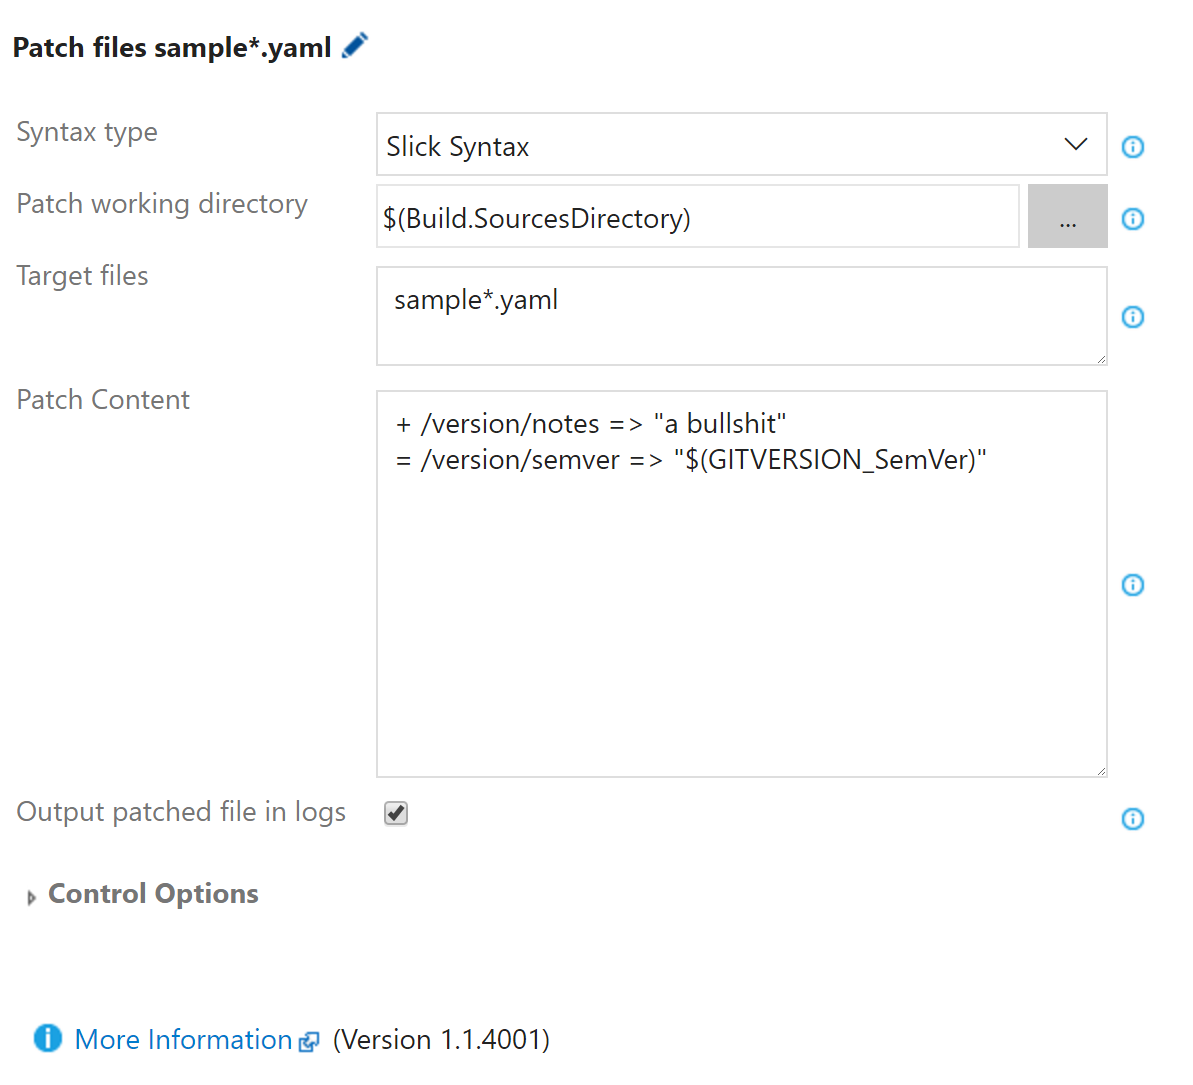 Patch files sample*.yaml
Syntax type
Slick Syntax
Patch working directory
$(Build.SourcesDirectory)
...
Target files
sample*.yaml
Patch Content
+ /version/notes => "a bullshit"
= /version/semver => "$(GITVERSION_SemVer)"
Output patched file in logs
Control Options
More Information (Version 1.1.4001)